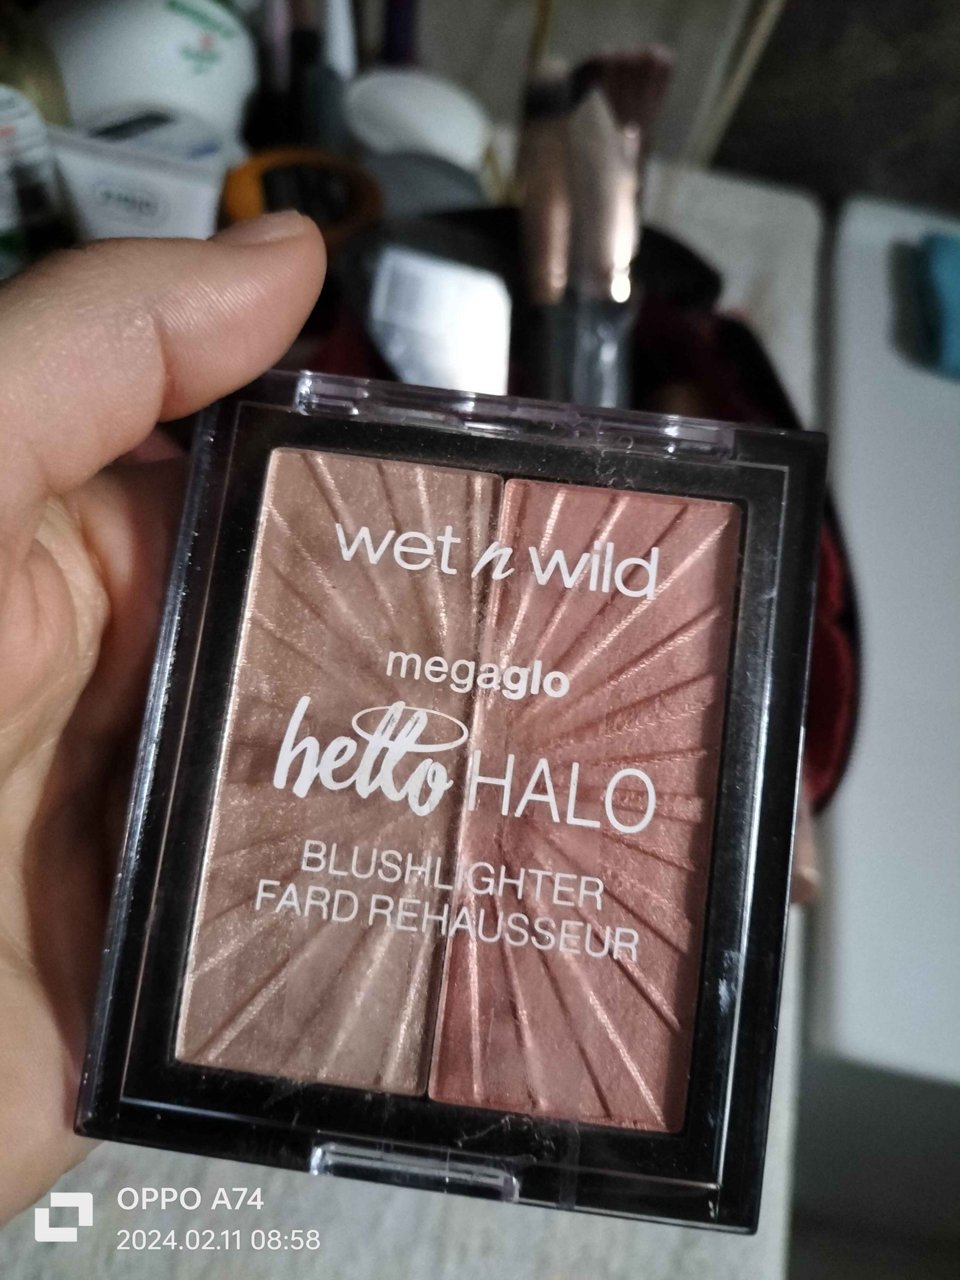 wet n wild
megaglo
hello HALO
BLUSHLIGHTER
FARD REHAUSSEUR
OPPO A74
2024.02.11 08:58